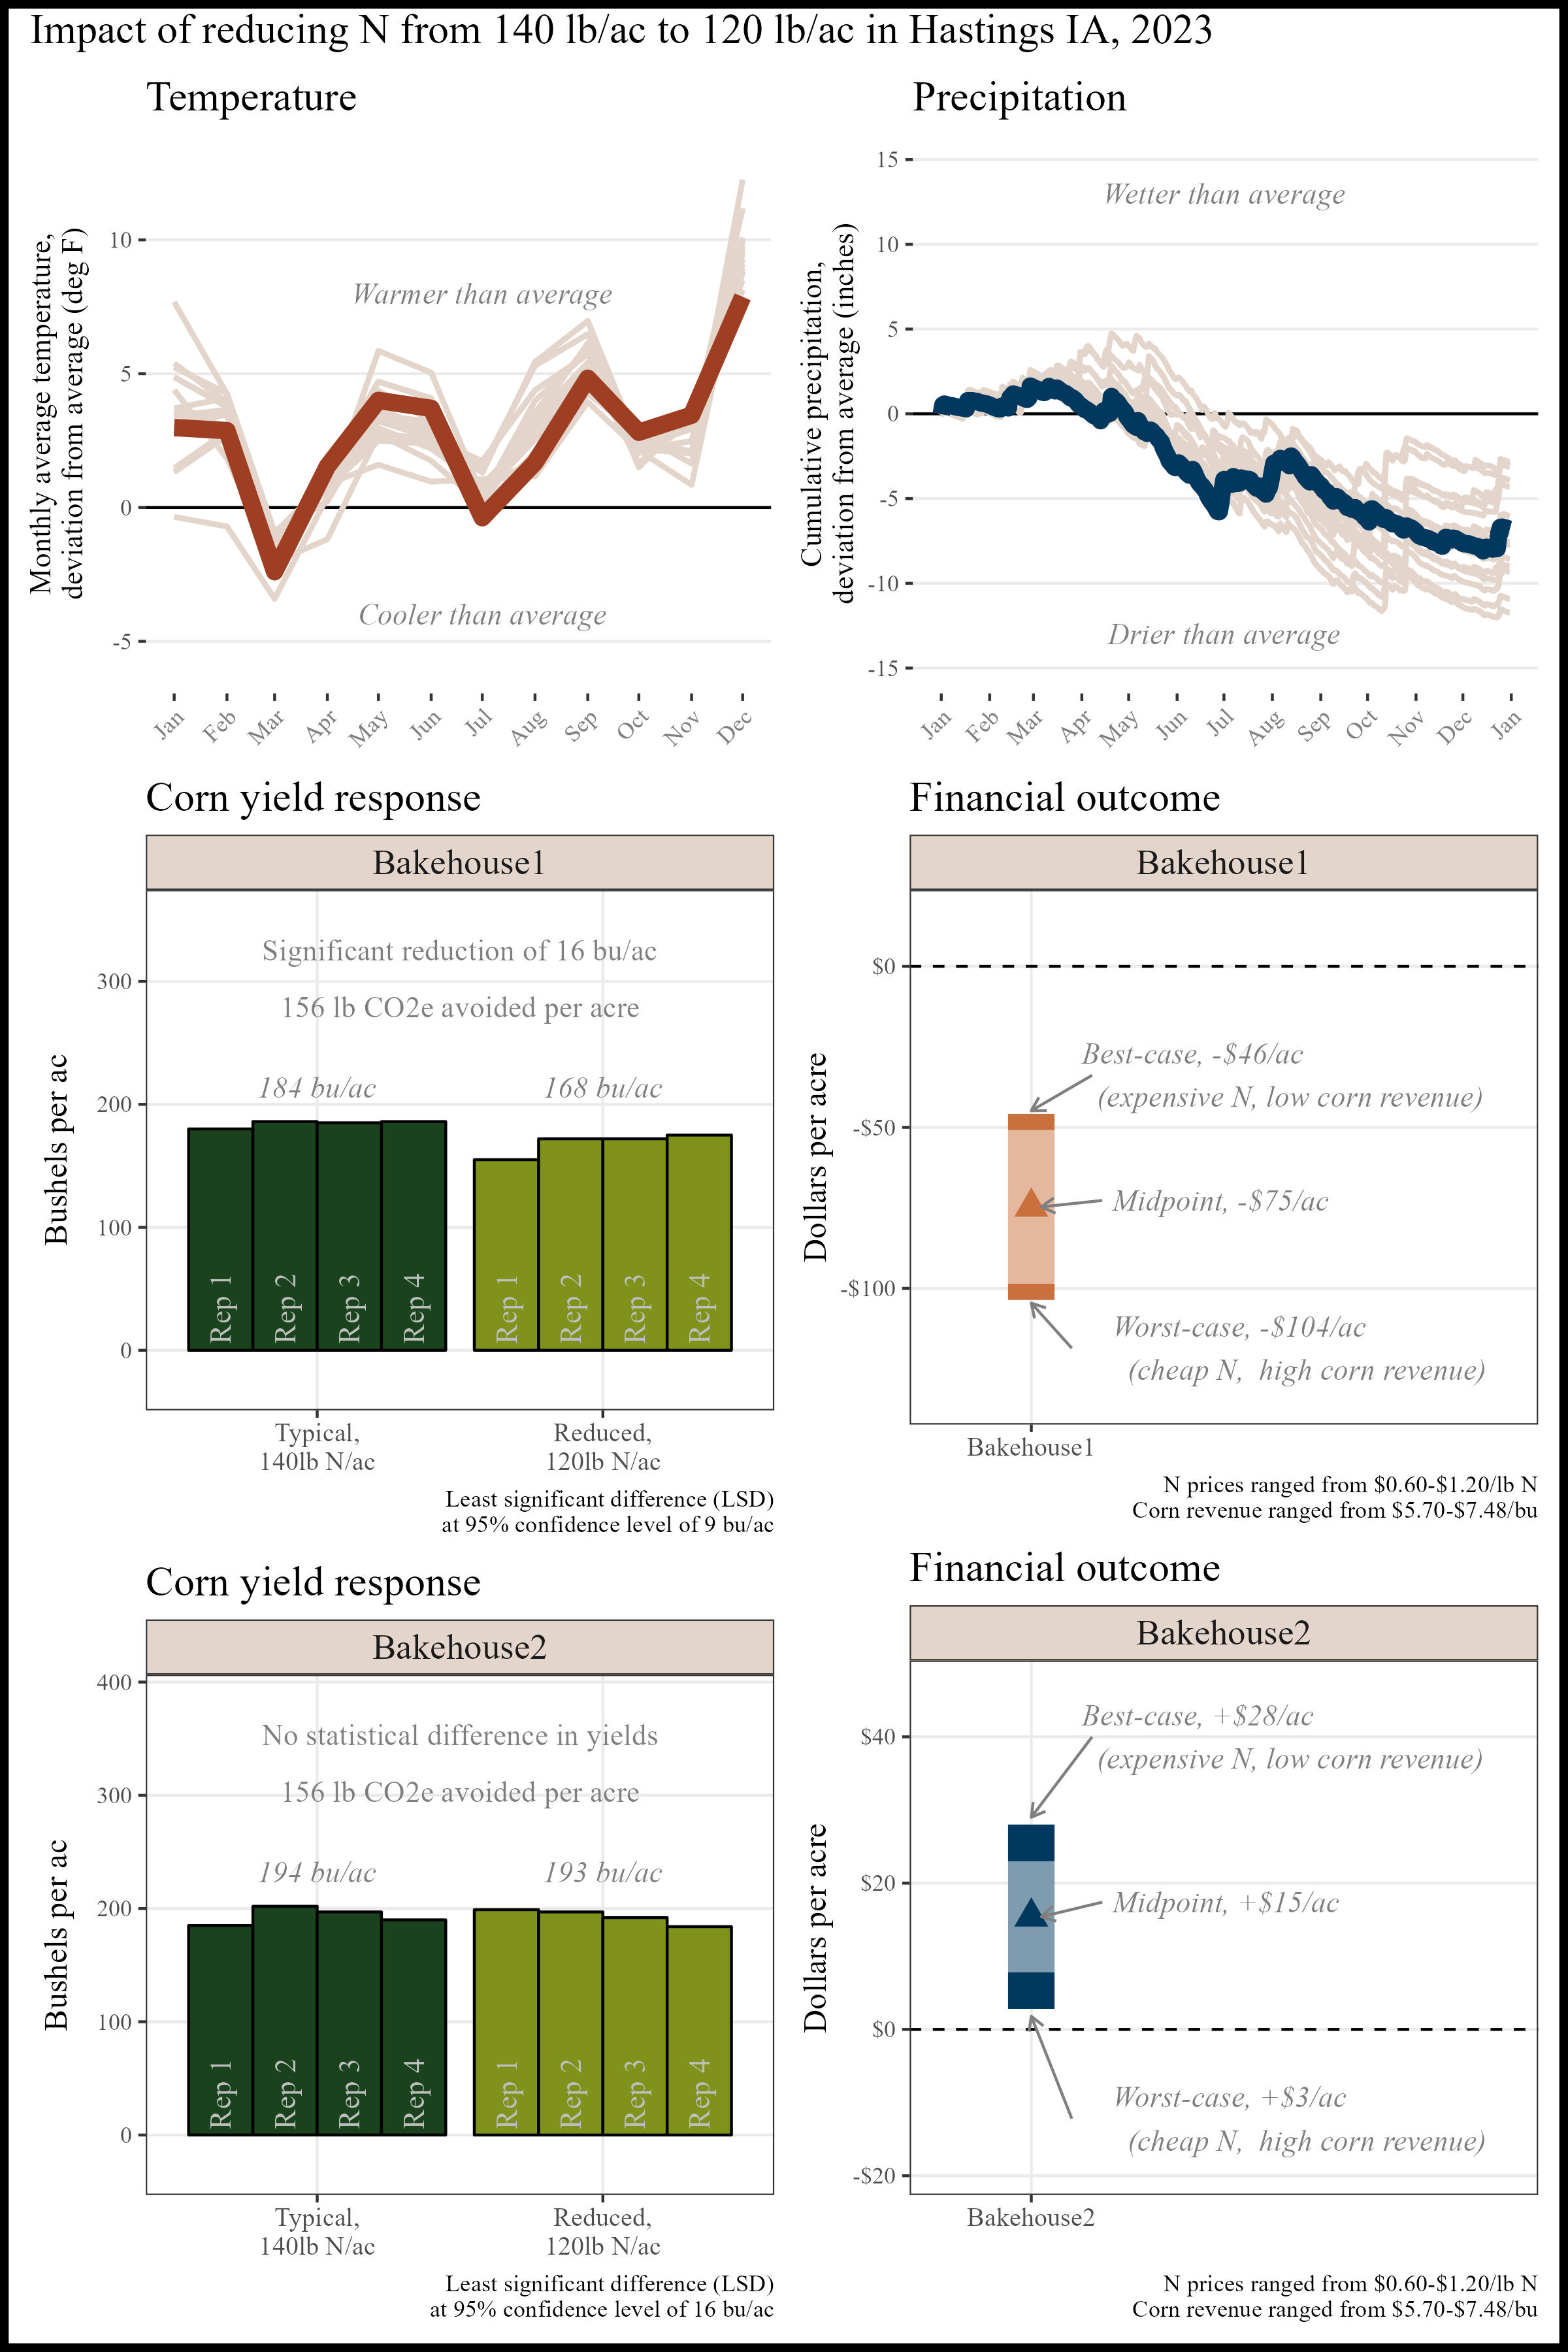 Impact of reducing N from 140 lb/ac to 120 lb/ac in Hastings IA, 2023
Temperature
Monthly average temperature,
deviation from average (deg F)
10
5
0
-5
Warmer than average
Cooler than average
Jan
Feb
Mar
Apr
May
Jun
Jul
Aug
Sep
Oct
Nov
Dec
Precipitation
Cumulative precipitation,
deviation from average (inches)
15
10
5
0
-5
-10
-15
Wetter than average
Drier than average
Jan
Feb
Mar
Apr
May
Jun
Jul
Aug
Sep
Oct
Nov
Dec
Jan
Corn yield response
Bakehouse1
Bushels per ac
300
200
100
0
Significant reduction of 16 bu/ac
156 lb CO2e avoided per acre
184 bu/ac
168 bu/ac
Rep 1
Rep 2
Rep 3
Rep 4
Rep 1
Rep 2
Rep 3
Rep 4
Typical,
140lb N/ac
Reduced,
120lb N/ac
Least significant difference (LSD)
at 95% confidence level of 9 bu/ac
Financial outcome
Bakehouse1
Dollars per acre
$0
-$50
-$100
Best-case, -$46/ac
(expensive N, low corn revenue)
Midpoint, -$75/ac
Worst-case, -$104/ac
(cheap N,  high corn revenue)
Bakehouse1
N prices ranged from $0.60-$1.20/lb N
Corn revenue ranged from $5.70-$7.48/bu
Corn yield response
Bakehouse2
Bushels per ac
400
300
200
100
0
No statistical difference in yields
156 lb CO2e avoided per acre
194 bu/ac
193 bu/ac
Rep 1
Rep 2
Rep 3
Rep 4
Rep 1
Rep 2
Rep 3
Rep 4
Typical,
140lb N/ac
Reduced,
120lb N/ac
Least significant difference (LSD)
at 95% confidence level of 16 bu/ac
Financial outcome
Bakehouse2
Dollars per acre
$40
$20
$0
-$20
Best-case, +$28/ac
(expensive N, low corn revenue)
Midpoint, +$15/ac
Worst-case, +$3/ac
(cheap N,  high corn revenue)
Bakehouse2
N prices ranged from $0.60-$1.20/lb N
Corn revenue ranged from $5.70-$7.48/bu